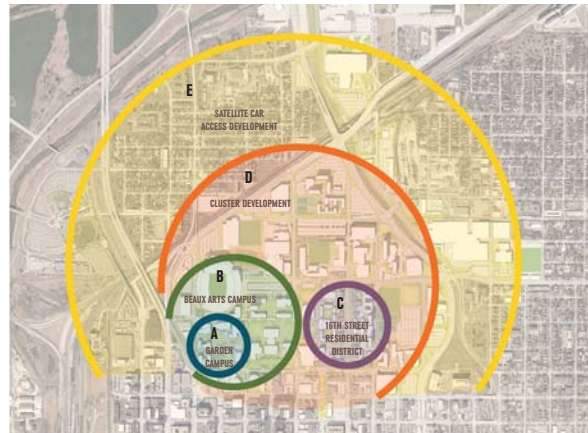 E
SATELLITE CAR
ACCESS DEVELOPMENT
D
CLUSTER DEVELOPMENT
B
BEAUX ARTS CAMPUS
C
16TH STREET
RESIDENTIAL
DISTRICT
A
GARDEN
CAMPUS